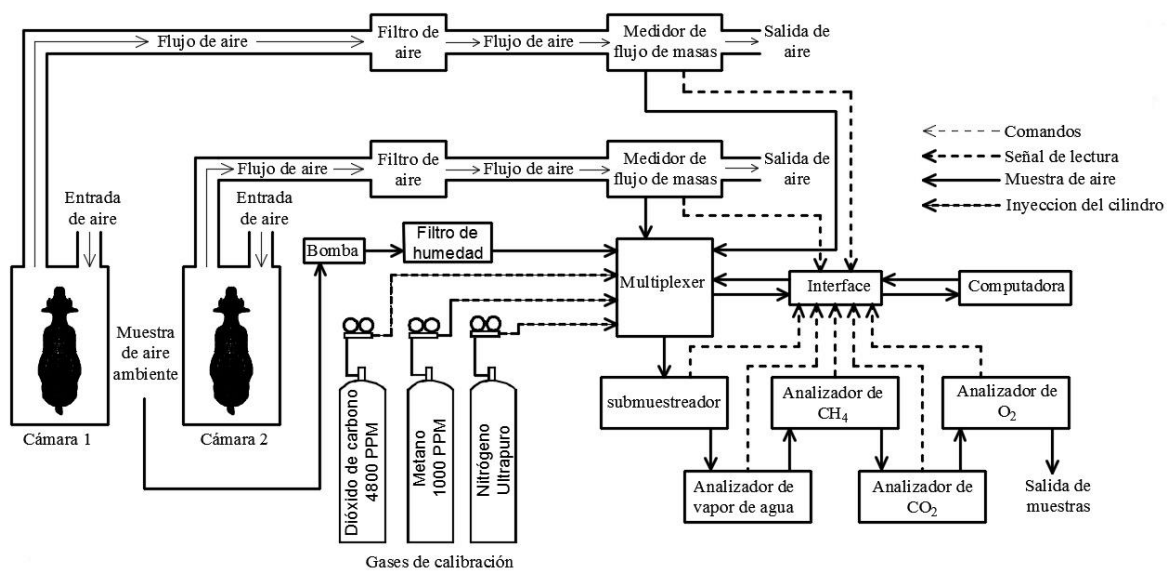 Flujo de aire
Filtro de
aire
Flujo de aire
Medidor de
flujo de masas
Salida de
aire
Flujo de aire
Filtro de
aire
Flujo de aire
Medidor de
flujo de masas
Salida de
aire
Comandos
Señal de lectura
Muestra de aire
Inyeccion del cilindro
Entrada
de aire
Entrada
de aire
Bomba
Filtro de
humedad
Multiplexer
Interface
Computadora
Muestra
de aire
ambiente
Cámara 1
Cámara 2
Dióxido de carbono
4800 PPM
Metano
1000 PPM
Nitrógeno
Ultrapuro
Gases de calibración
submuestreador
Analizador de
CH₄
Analizador de
O₂
Analizador de
vapor de agua
Analizador de
CO₂
Salida de
muestras